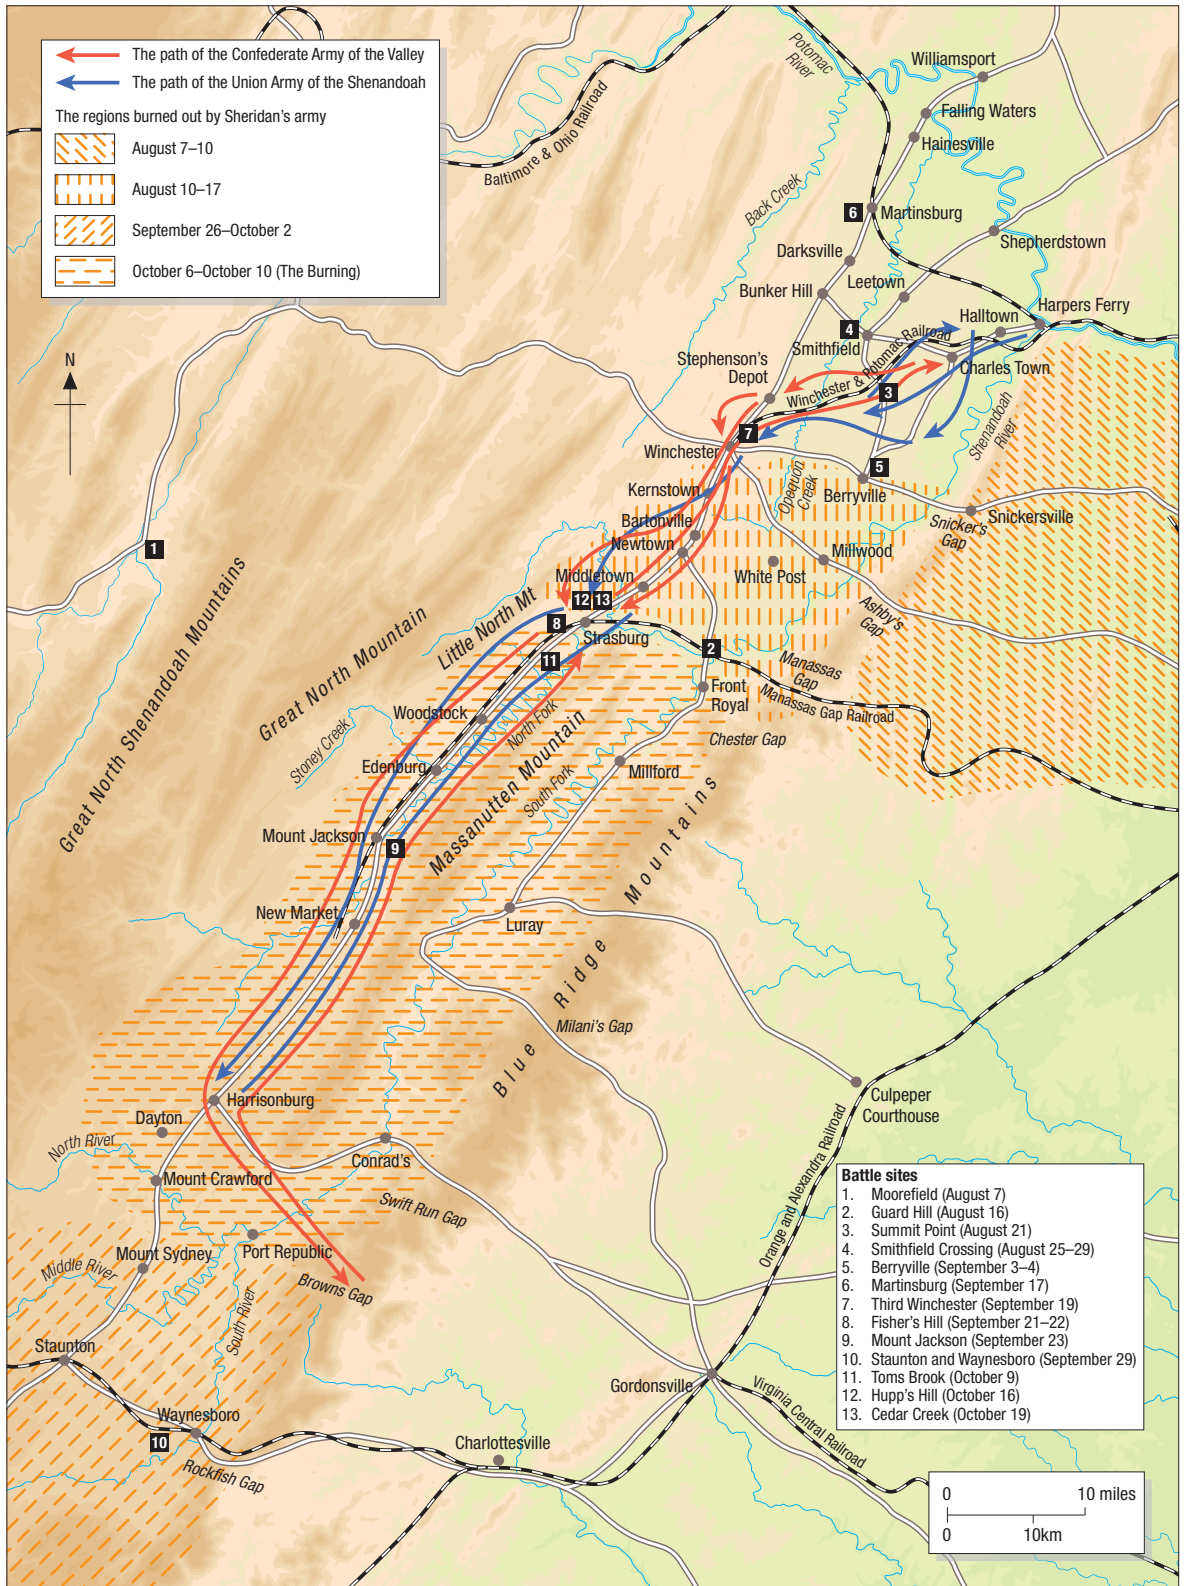 The path of the Confederate Army of the Valley
The path of the Union Army of the Shenandoah
The regions burned out by Sheridan's army
August 7–10
August 10–17
September 26–October 2
October 6–October 10 (The Burning)
Baltimore & Ohio Railroad
Potomac
River
Williamsport
Falling Waters
Hainesville
Back Creek
6
Martinsburg
Shepherdstown
Darksville
Leetown
Bunker Hill
Harpers Ferry
Halltown
4
Smithfield
Winchester & Potomac Railroad
Charles Town
Stephenson's
Depot
3
Shenandoah
River
N
7
Winchester
5
Berryville
Opeqtion
Creek
Kernstown
Snickersville
Snicker's
Gap
Bartonville
Newtown
Millwood
1
White Post
Middletown
Ashby's
Gap
12
13
8
Strasburg
Little North Mt
Great North Mountain
Great North Shenandoah Mountains
11
2
Manassas
Gap
Front
Royal
Manassas Gap Railroad
Woodstock
North Fork
Chester Gap
Stoney Creek
Edenburg
Millford
South Fork
Massanutten Mountain
Mount Jackson
9
New Market
Luray
Blue Ridge Mountains
Milani's Gap
Harrisonburg
Culpeper
Courthouse
Dayton
North River
Conrad's
Mount Crawford
Swift Run Gap
Orange and Alexandra Railroad
Port Republic
Mount Sydney
Middle River
Browns Gap
South River
Staunton
Gordonsville
Virginia Central Railroad
Waynesboro
10
Rockfish Gap
Charlottesville
Battle sites
1. Moorefield (August 7)
2. Guard Hill (August 16)
3. Summit Point (August 21)
4. Smithfield Crossing (August 25–29)
5. Berryville (September 3–4)
6. Martinsburg (September 17)
7. Third Winchester (September 19)
8. Fisher's Hill (September 21–22)
9. Mount Jackson (September 23)
10. Staunton and Waynesboro (September 29)
11. Toms Brook (October 9)
12. Hupp's Hill (October 16)
13. Cedar Creek (October 19)
0 10 miles
0 10km